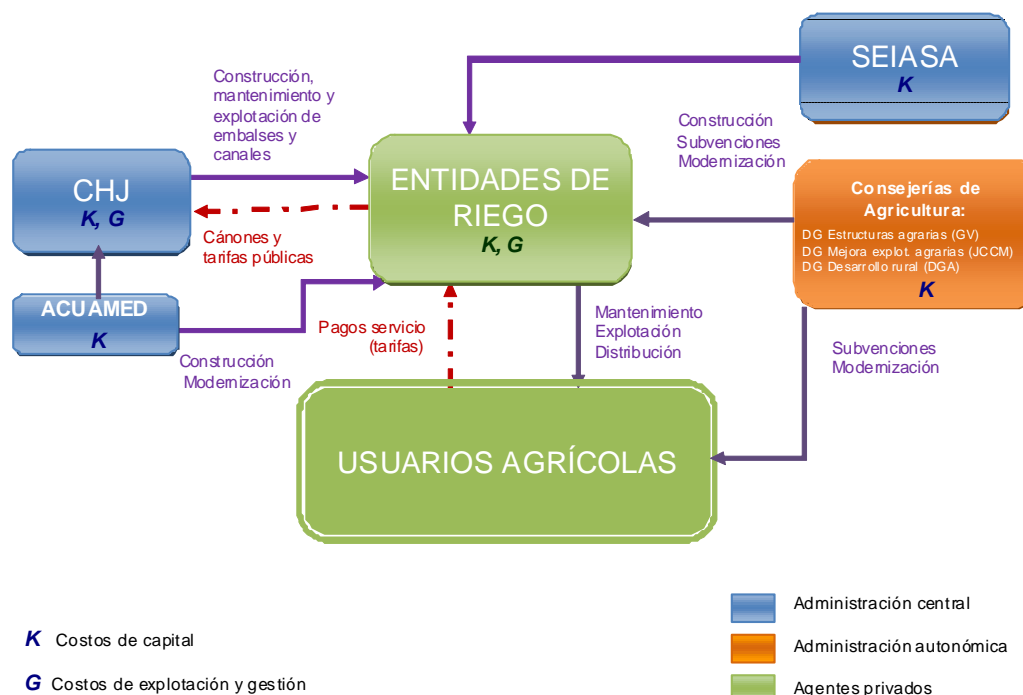 SEIASA
K
Construcción,
mantenimiento y
explotación de
embalses y
canales
Construcción
Subvenciones
Modernización
CHJ
K, G
ENTIDADES DE
RIEGO
K, G
Consejerías de
Agricultura:
DG Estructuras agrarias (GV)
DG Mejora explot. agrarias (JCCM)
DG Desarrollo rural (DGA)
K
Cánones y
tarifas públicas
ACUAMED
K
Pagos servicio
(tarifas)
Mantenimiento
Explotación
Distribución
Construcción
Modernización
Subvenciones
Modernización
USUARIOS AGRÍCOLAS
K Costos de capital
G Costos de explotación y gestión
Administración central
Administración autonómica
Agentes privados